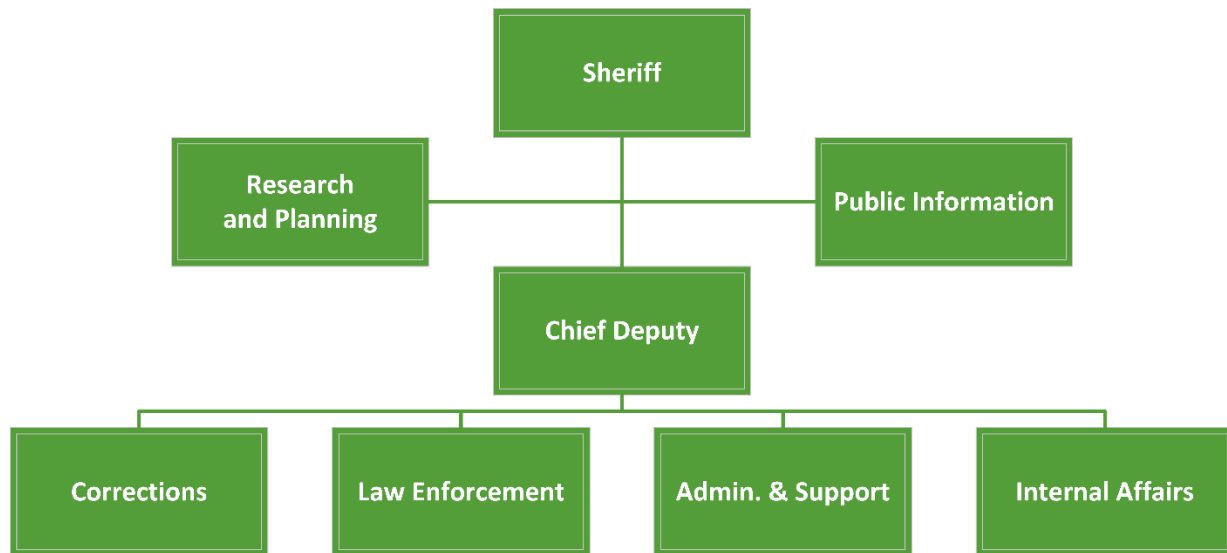 Sheriff
Research
and Planning
Public Information
Chief Deputy
Corrections
Law Enforcement
Admin. & Support
Internal Affairs